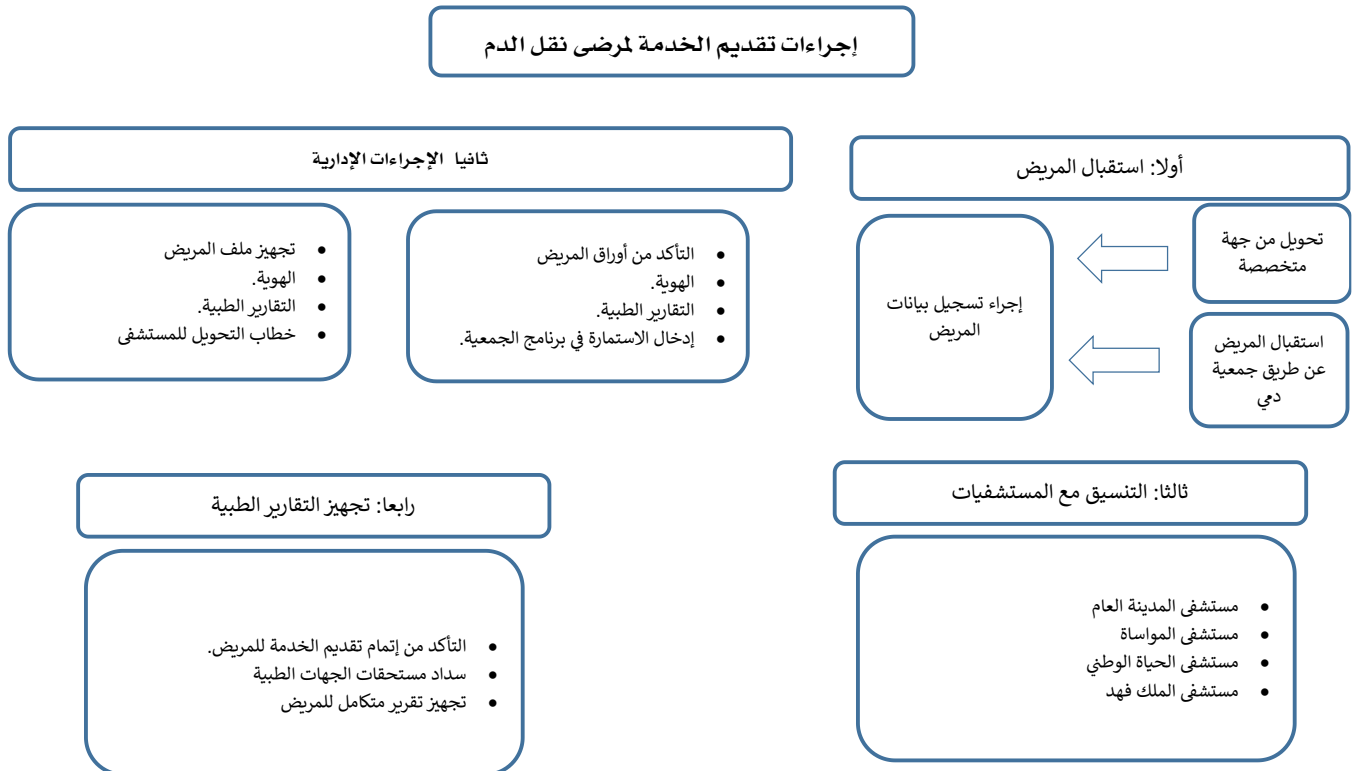 إجراءات تقديم الخدمة لمرضى نقل الدم
أولا: استقبال المريض
تحويل من جهة
متخصصة
استقبال المريض
عن طريق جمعية
دمي
إجراء تسجيل بيانات
المريض
ثانيا الإجراءات الإدارية
• التأكد من أوراق المريض
• الهوية.
• التقارير الطبية.
• إدخال الاستمارة في برنامج الجمعية.
• تجهيز ملف المريض
• الهوية.
• التقارير الطبية.
• خطاب التحويل للمستشفى
ثالثا: التنسيق مع المستشفيات
• مستشفى المدينة العام
• مستشفى المواساة
• مستشفى الحياة الوطني
• مستشفى الملك فهد
رابعا: تجهيز التقارير الطبية
• التأكد من إتمام تقديم الخدمة للمريض.
• سداد مستحقات الجهات الطبية
• تجهيز تقرير متكامل للمريض